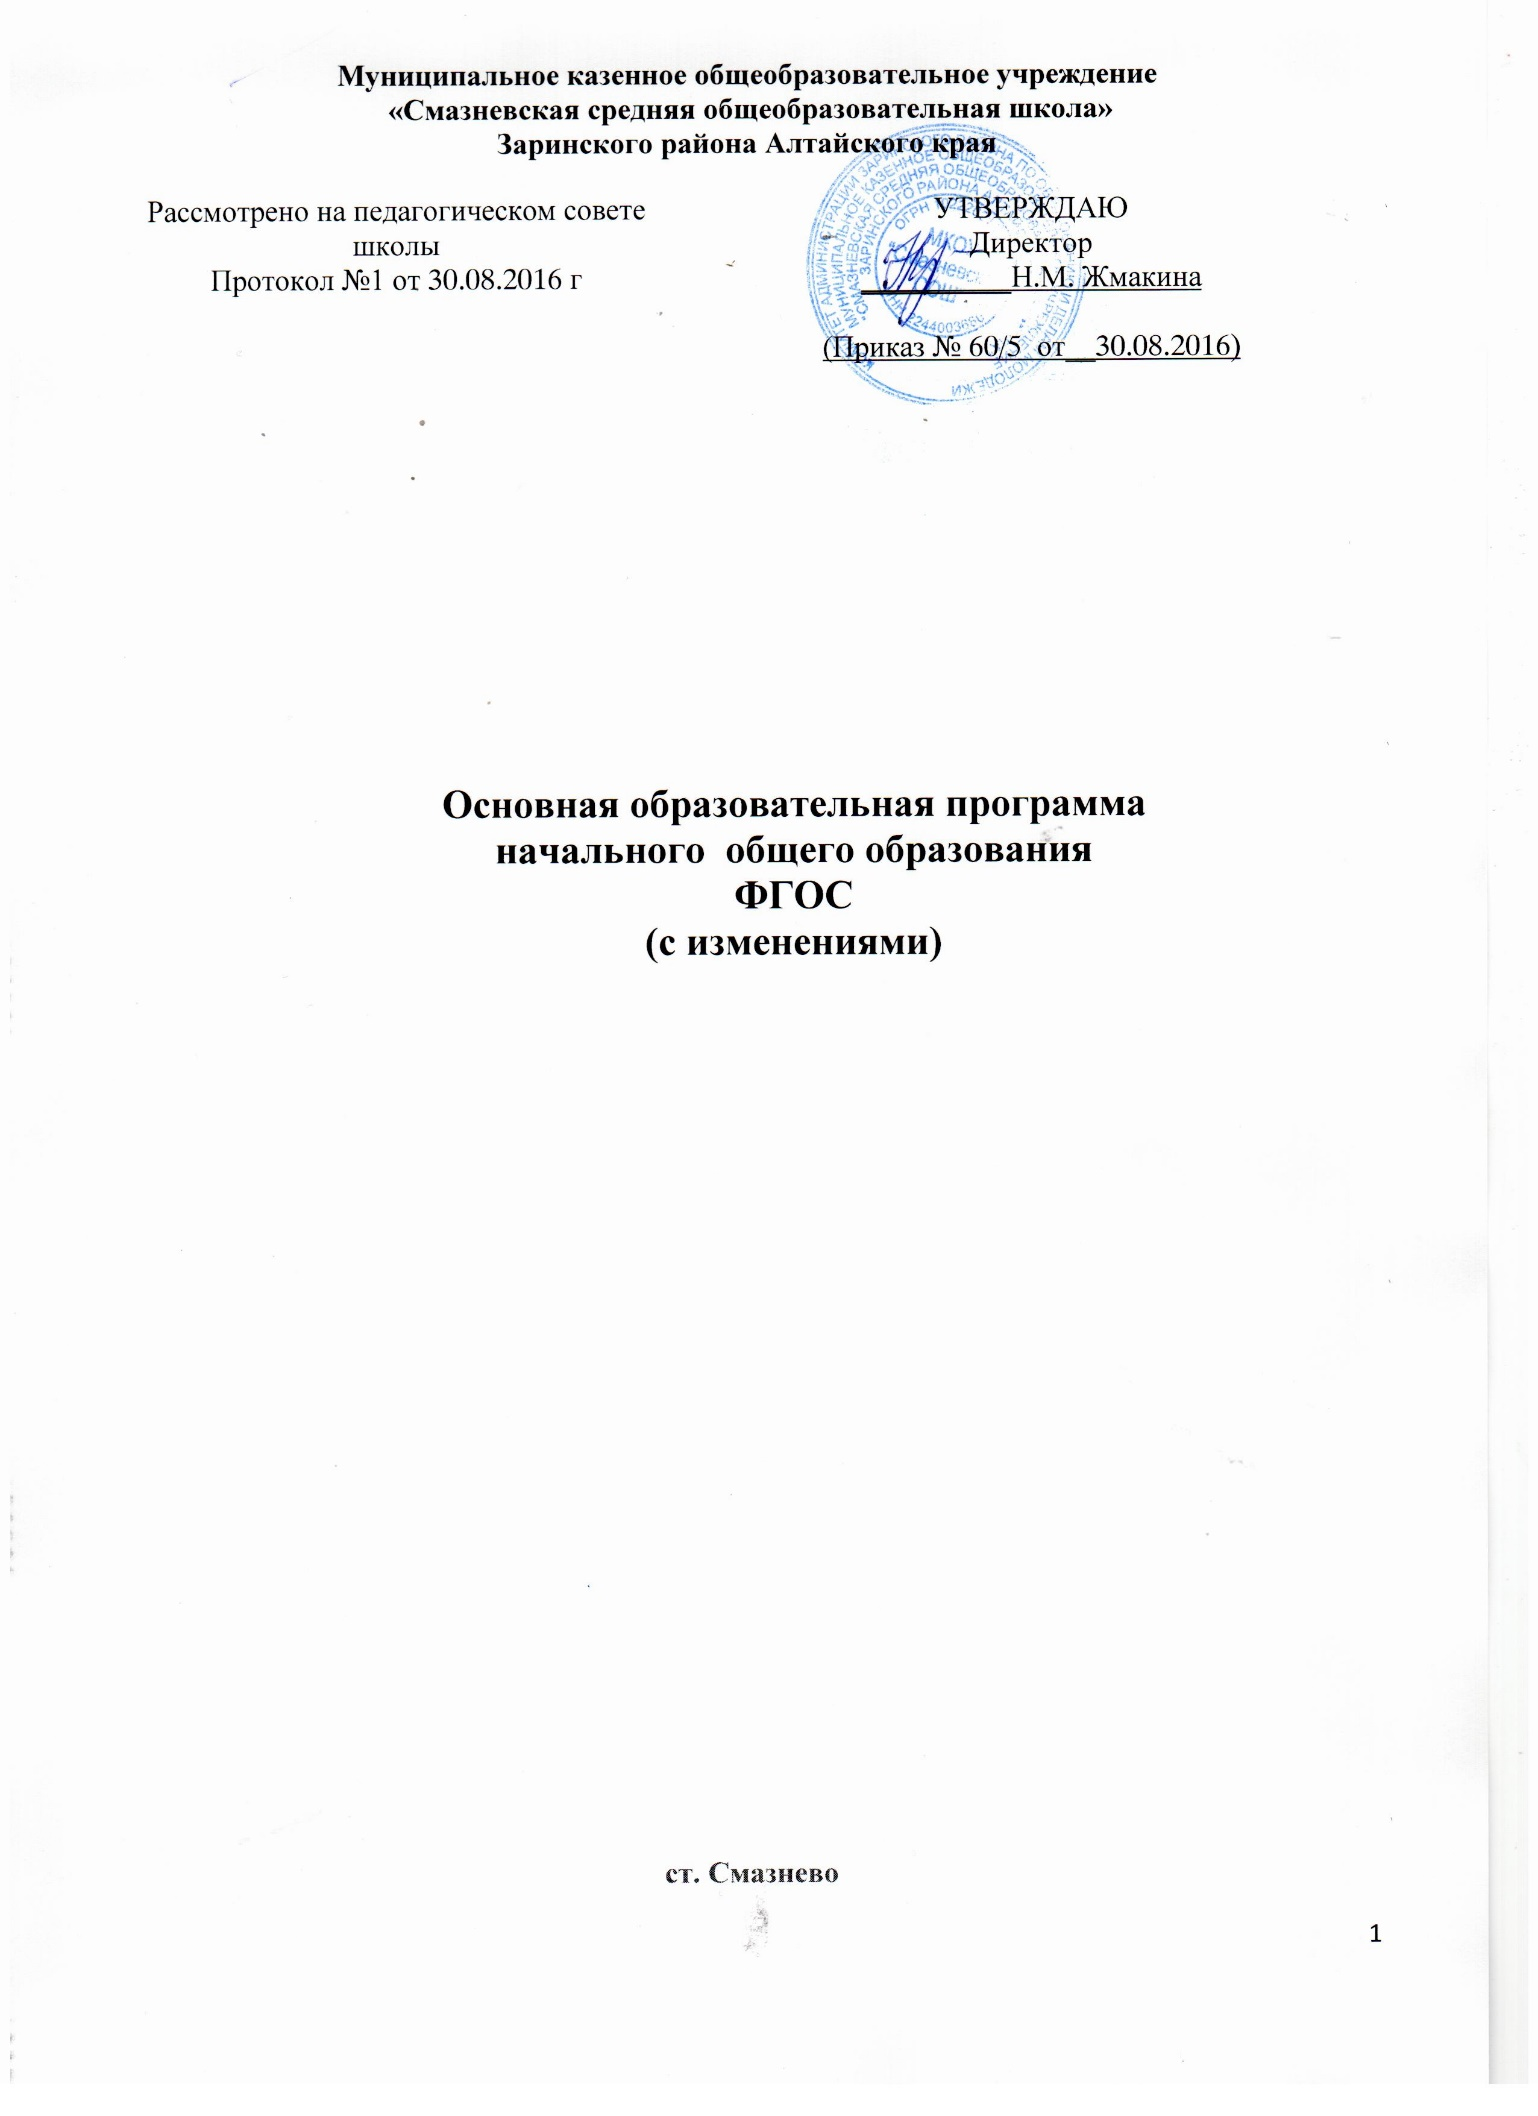 Муниципальное казенное общеобразовательное учреждение
«Смазневская средняя общеобразовательная школа»
Заринского района Алтайского края
Рассмотрено на педагогическом совете
школы
Протокол №1 от 30.08.2016 г
УТВЕРЖДАЮ
Директор
__________Н.М. Жмакина
(Приказ № 60/5 от__30.08.2016)
Основная образовательная программа
начального общего образования
ФГОС
(с изменениями)
ст. Смазнево
1